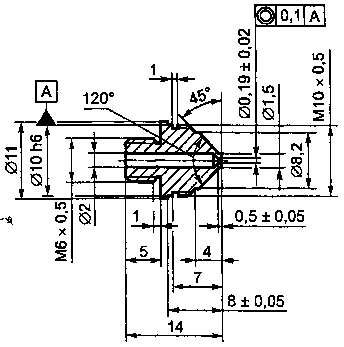 ◎ 0,1 A
1
45°
Ø0,19 ± 0,02
Ø1,5
M10 × 0,5
A
120°
Ø11
Ø10 h6
M6 × 0,5
Ø2
Ø8,2
1
0,5 ± 0,05
5
4
7
8 ± 0,05
14